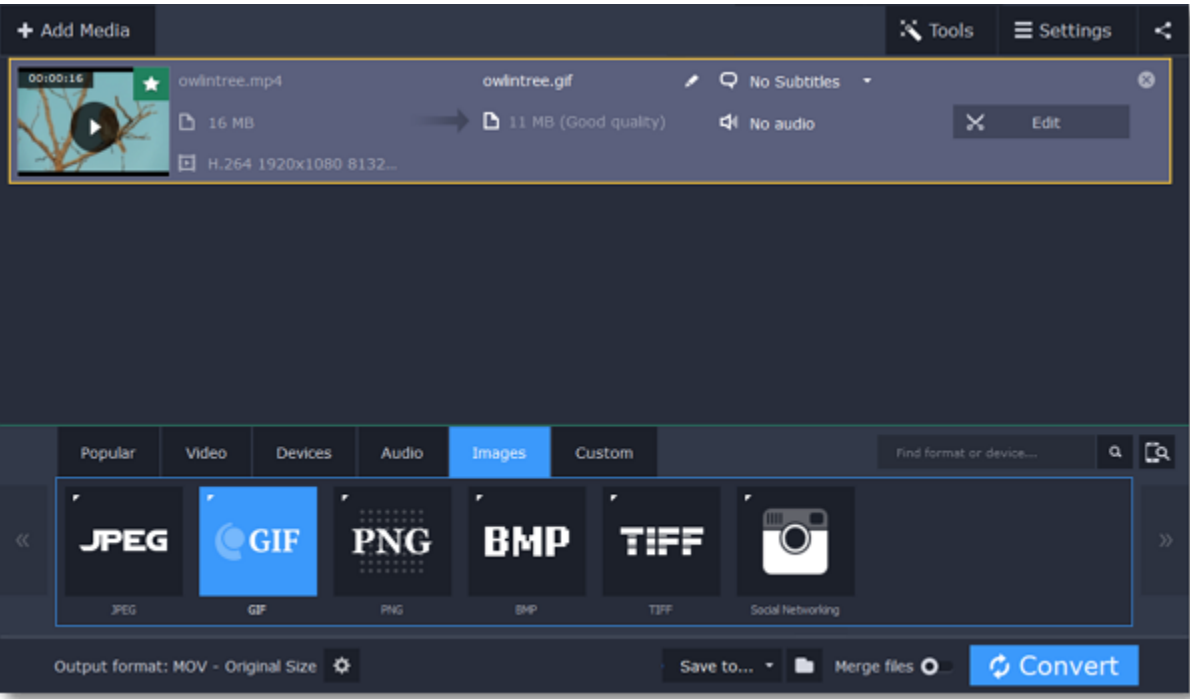 + Add Media
Tools
Settings
00:00:16
owlintree.mp4
owlintree.gif
No Subtitles
16 MB
11 MB (Good quality)
No audio
Edit
H.264 1920x1080 8132...
Popular
Video
Devices
Audio
Images
Custom
Find format or device...
JPEG
GIF
PNG
BMP
TIFF
JPEG
GIF
PNG
BMP
TIFF
Social Networking
Output format: MOV - Original Size
Save to...
Merge files
Convert